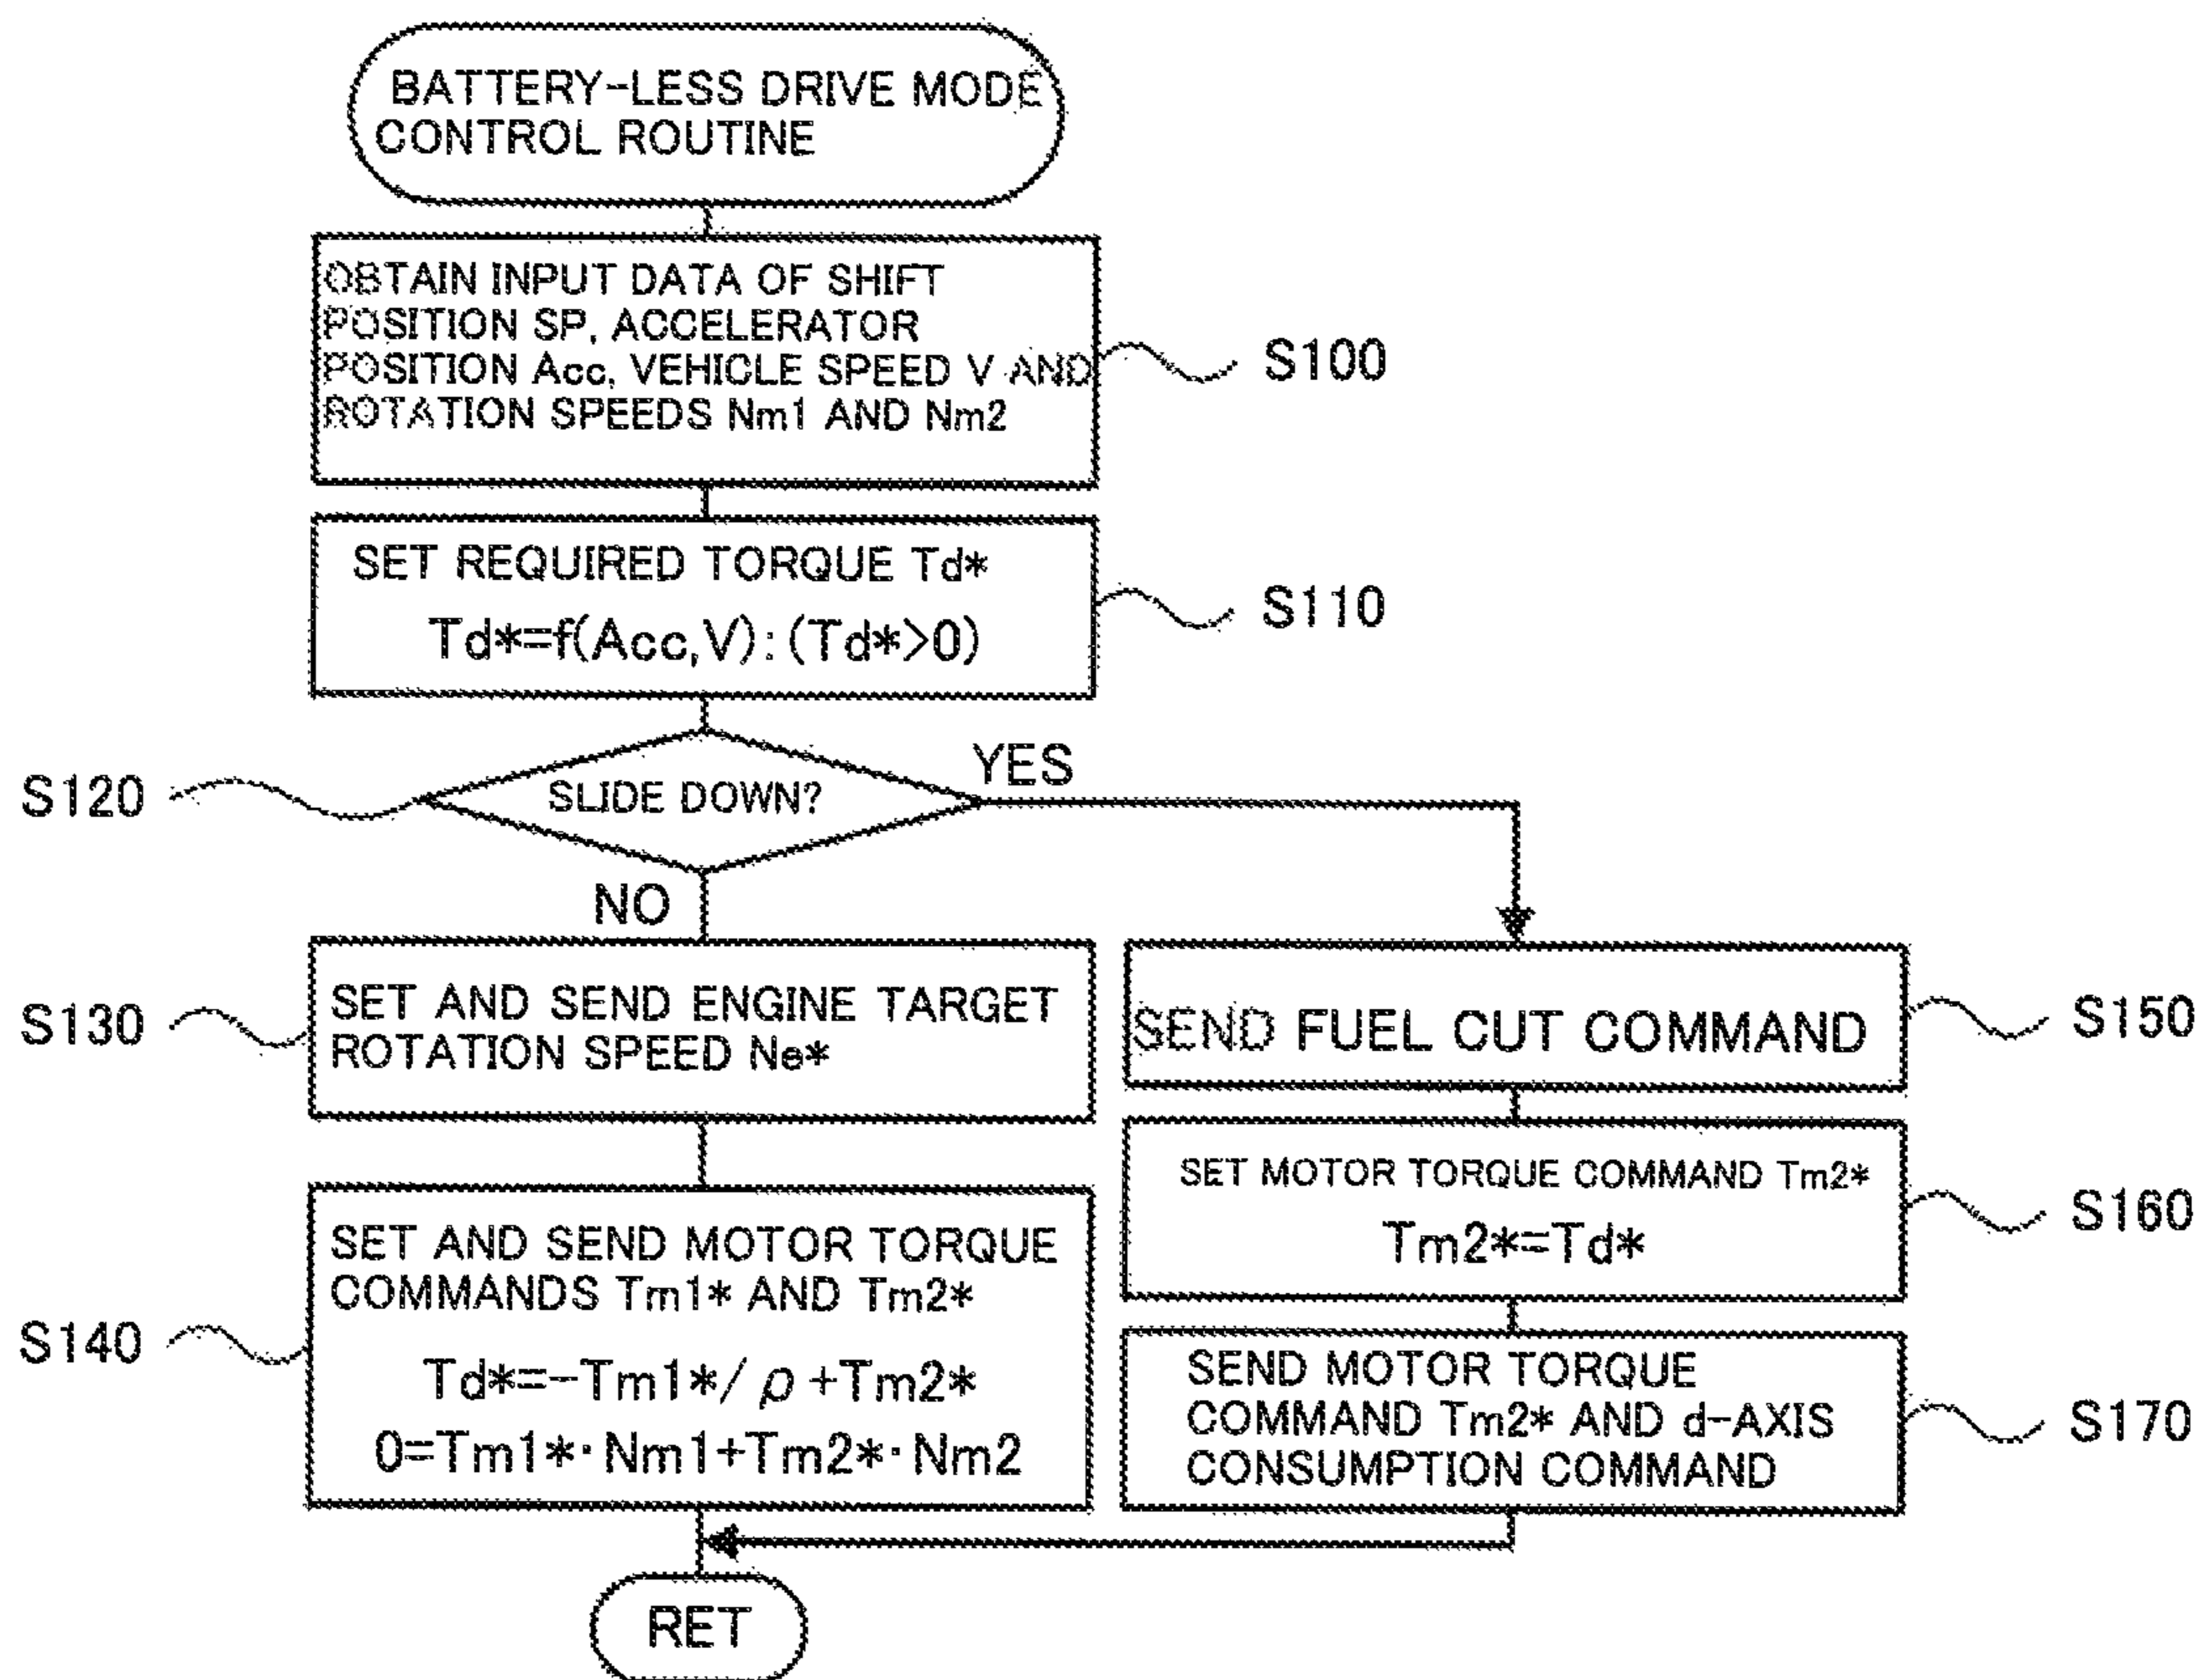 BATTERY-LESS DRIVE MODE
CONTROL ROUTINE
OBTAIN INPUT DATA OF SHIFT
POSITION SP, ACCELERATOR
POSITION Acc, VEHICLE SPEED V AND
ROTATION SPEEDS Nm1 AND Nm2
S100
SET REQUIRED TORQUE Td*
Td*=f(Acc,V):(Td*>0)
S110
S120
SLIDE DOWN?
YES
NO
SET AND SEND ENGINE TARGET
ROTATION SPEED Ne*
S130
SET AND SEND MOTOR TORQUE
COMMANDS Tm1* AND Tm2*
Td*=-Tm1*/ρ+Tm2*
0=Tm1*·Nm1+Tm2*·Nm2
S140
SEND FUEL CUT COMMAND
S150
SET MOTOR TORQUE COMMAND Tm2*
Tm2*=Td*
S160
SEND MOTOR TORQUE
COMMAND Tm2* AND d-AXIS
CONSUMPTION COMMAND
S170
RET